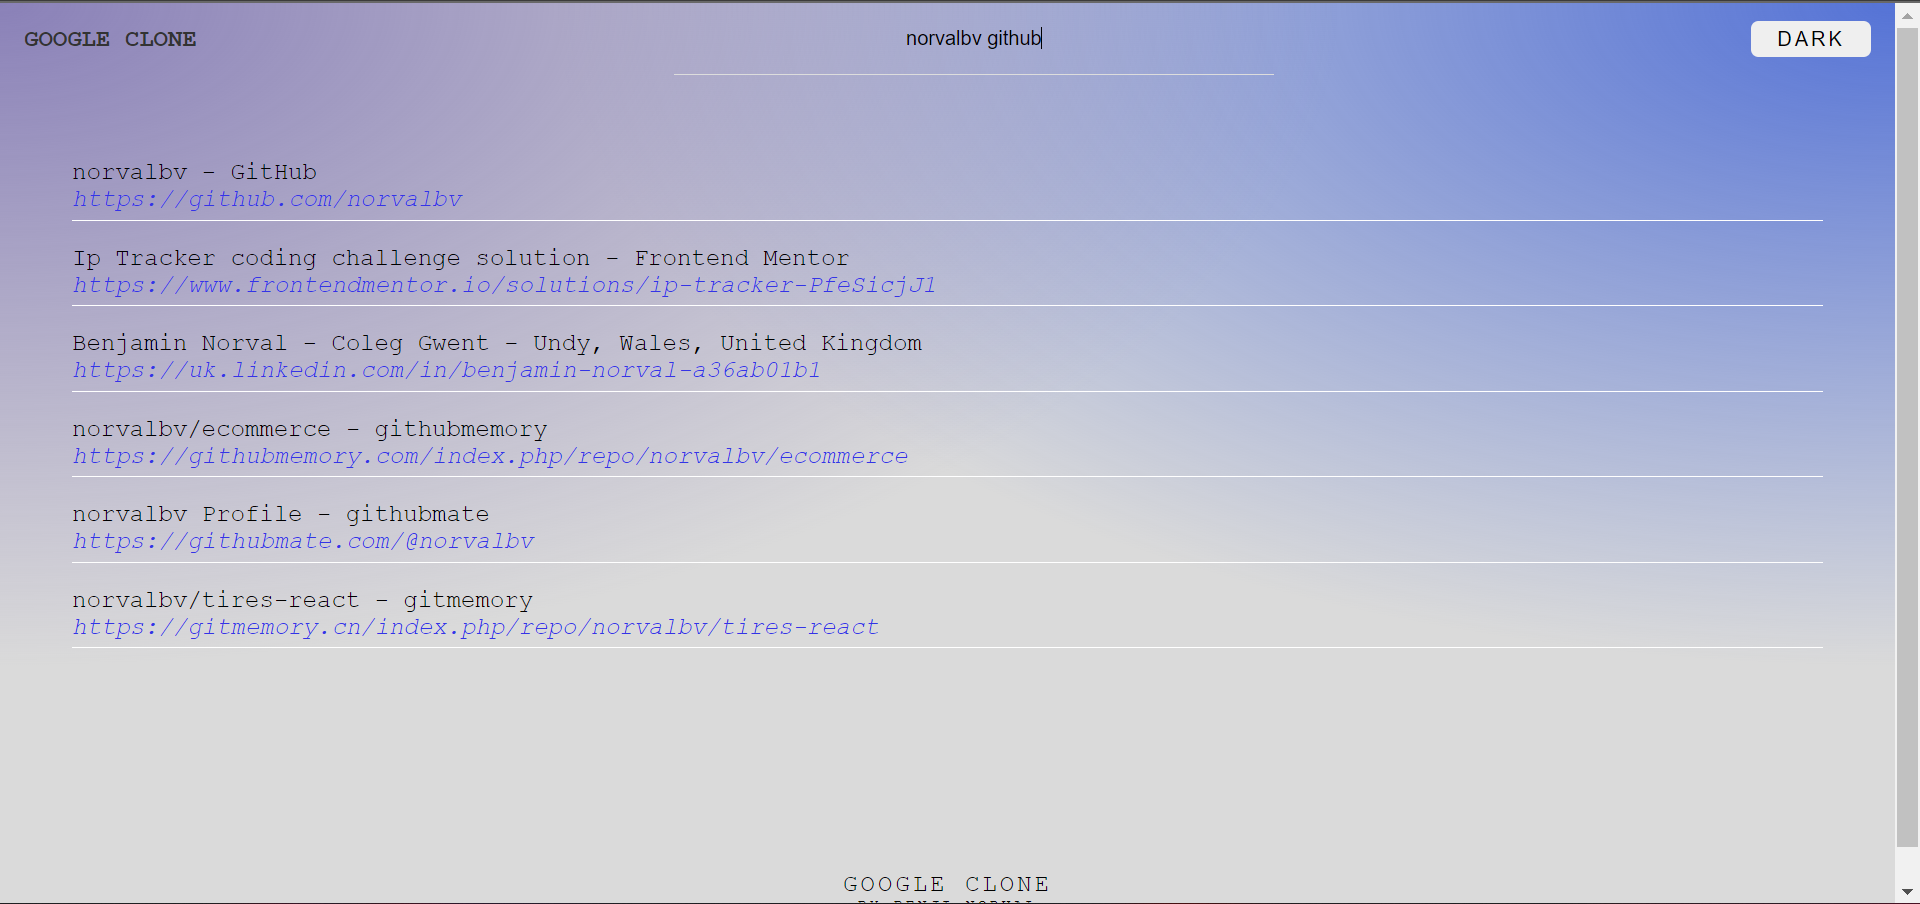 GOOGLE CLONE
norvalbv github
DARK
norvalbv - GitHub
https://github.com/norvalbv
Ip Tracker coding challenge solution - Frontend Mentor
https://www.frontendmentor.io/solutions/ip-tracker-PfeSicjJ1
Benjamin Norval - Coleg Gwent - Undy, Wales, United Kingdom
https://uk.linkedin.com/in/benjamin-norval-a36ab01b1
norvalbv/ecommerce - githubmemory
https://githubmemory.com/index.php/repo/norvalbv/ecommerce
norvalbv Profile - githubmate
https://githubmate.com/@norvalbv
norvalbv/tires-react - gitmemory
https://gitmemory.cn/index.php/repo/norvalbv/tires-react
GOOGLE CLONE